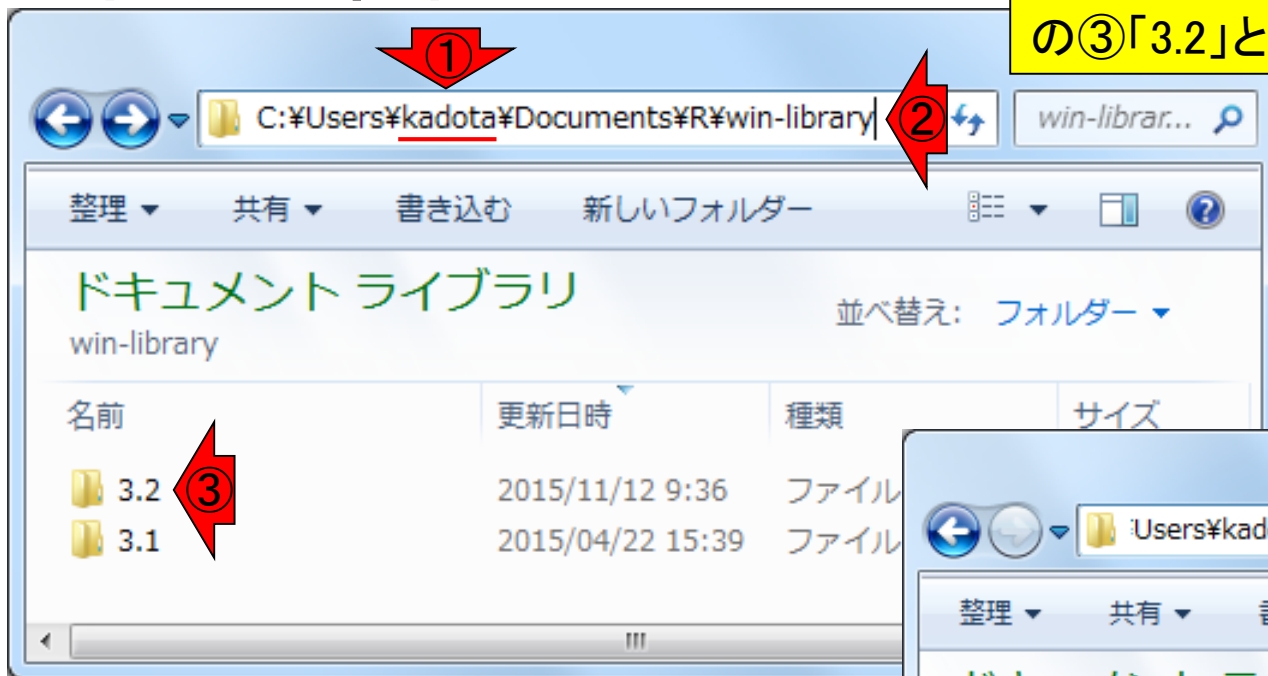 の③「3.2」と
①
C:¥Users¥kadota¥Documents¥R¥win-library
②
win-librar...
整理 共有 書き込む 新しいフォルダー
ドキュメント ライブラリ
win-library
並べ替え: フォルダー
名前 更新日時 種類 サイズ
3.2 ③ 2015/11/12 9:36 ファイル
3.1 2015/04/22 15:39 ファイル
Users¥kad
整理 共有